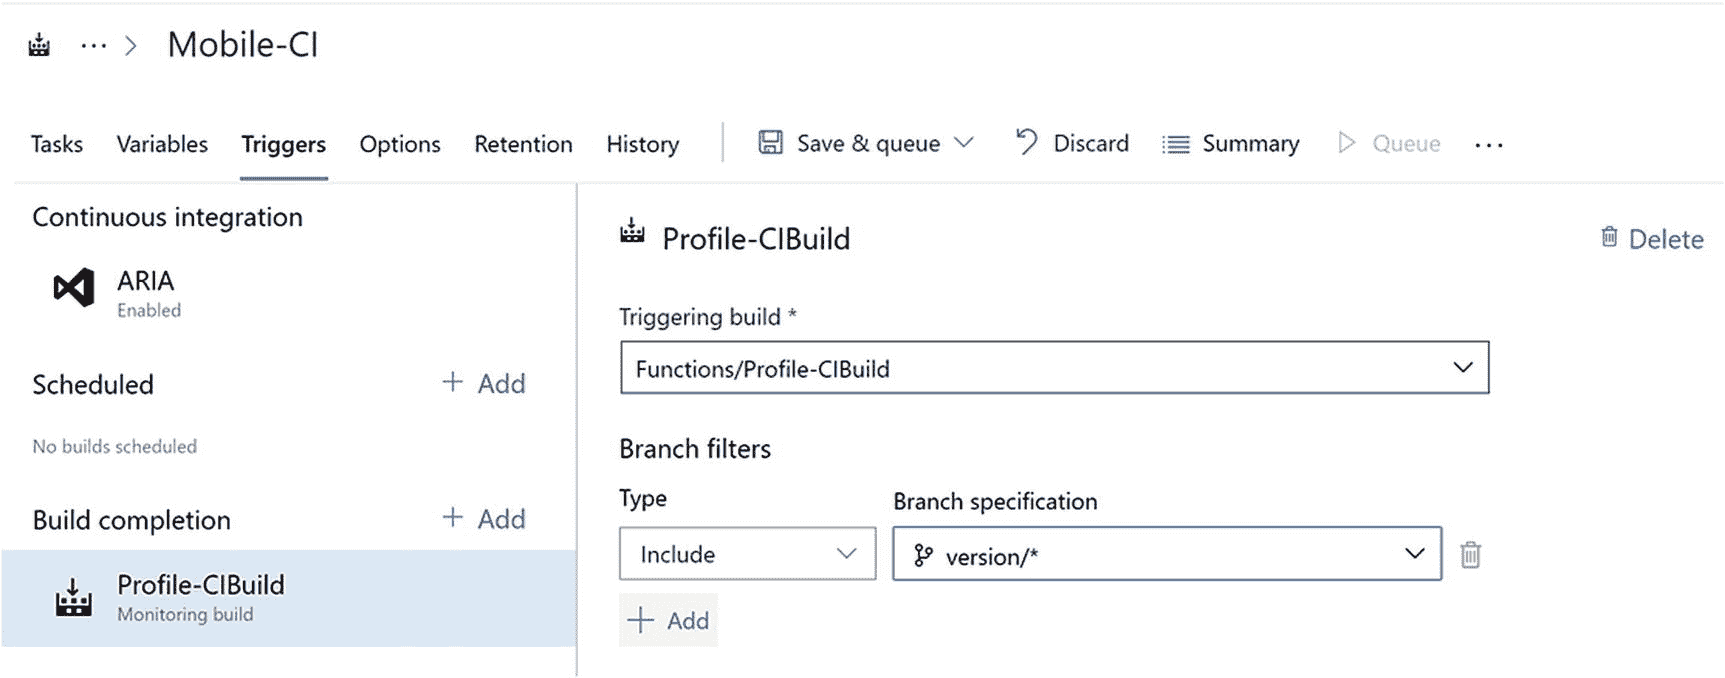 ··· > Mobile-CI
Tasks Variables Triggers Options Retention History Save & queue Discard Summary Queue ···
Continuous integration
ARIA
Enabled
Scheduled + Add
No builds scheduled
Build completion + Add
Profile-CIBuild
Monitoring build
Profile-CIBuild Delete
Triggering build *
Functions/Profile-CIBuild
Branch filters
Type Branch specification
Include version/*
+ Add